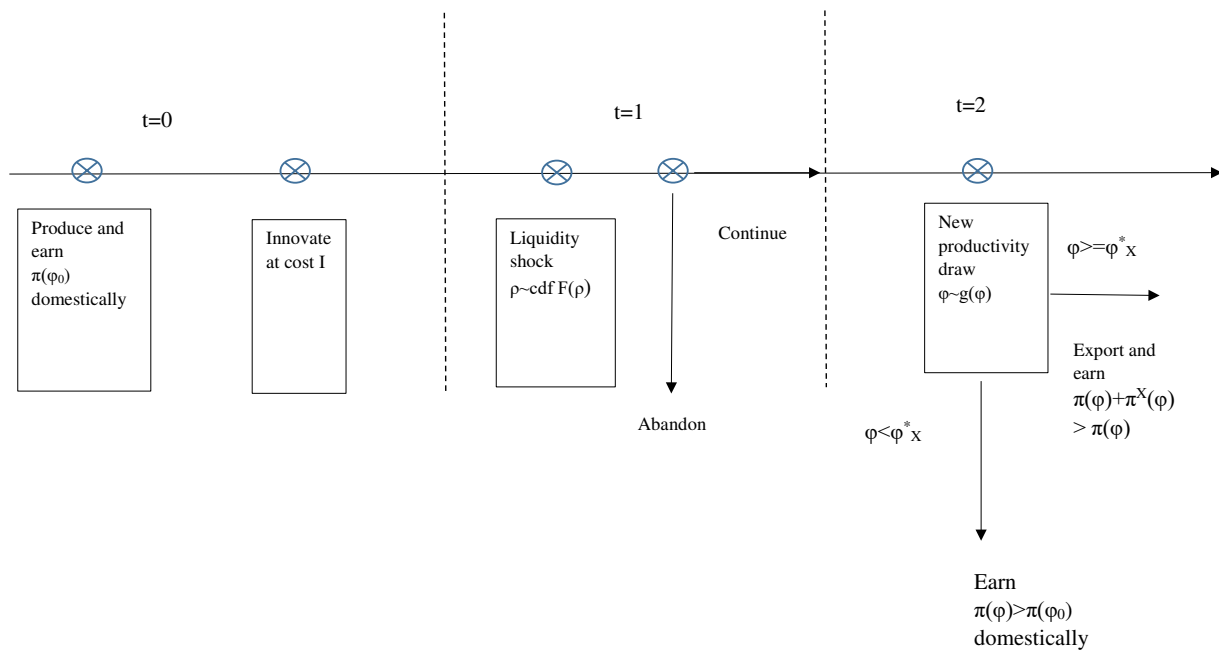 t=0
t=1
t=2
Produce and
earn
π(φ₀)
domestically
Innovate
at cost I
Liquidity
shock
ρ~cdf F(ρ)
Continue
Abandon
New
productivity
draw
φ~g(φ)
φ>=φ*X
Export and
earn
π(φ)+πX(φ)
> π(φ)
φ<φ*X
Earn
π(φ)>π(φ₀)
domestically